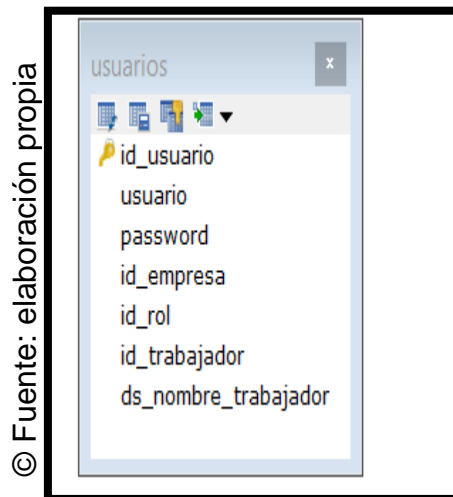 © Fuente: elaboración propia
usuarios
x
id_usuario
usuario
password
id_empresa
id_rol
id_trabajador
ds_nombre_trabajador